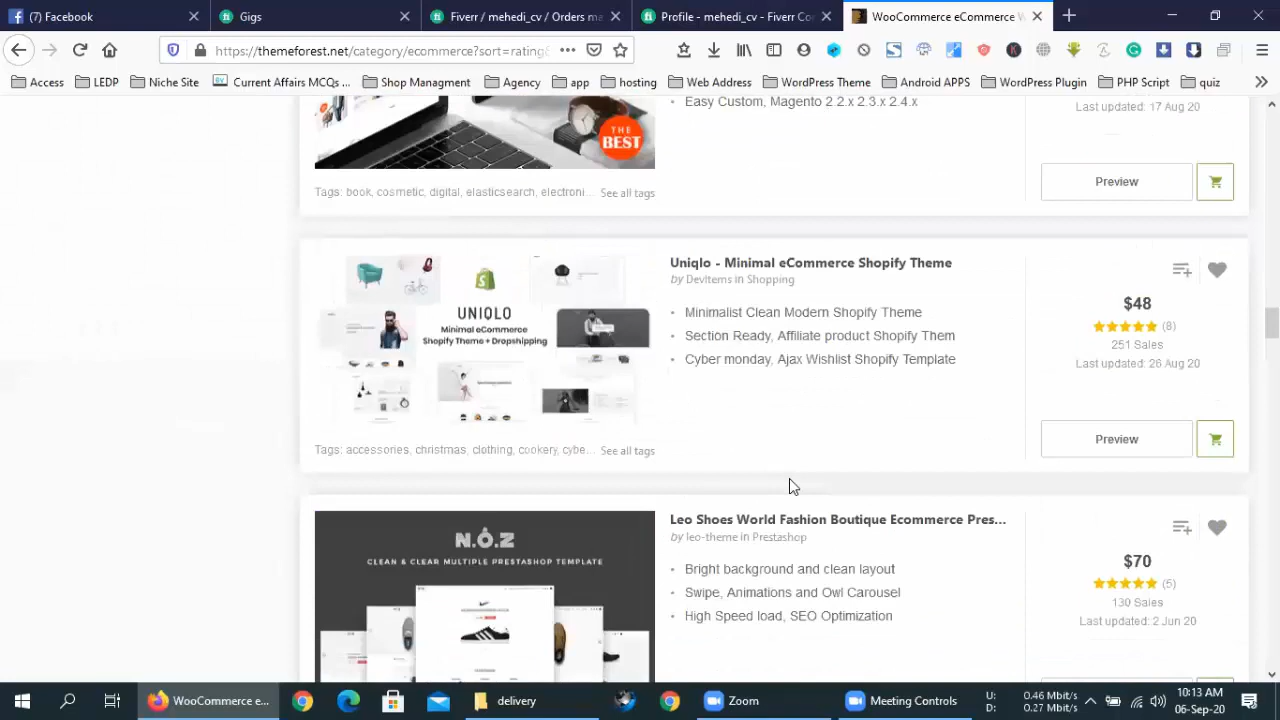 (7) Facebook
Gigs
Fiverr / mehedi_cv / Orders ma
Profile - mehedi_cv - Fiverr Co
WooCommerce eCommerce W
https://themeforest.net/category/ecommerce?sort=rating
Access
LEDP
Niche Site
Current Affairs MCQs ...
Shop Managment
Agency
app
hosting
Web Address
WordPress Theme
Android APPS
WordPress Plugin
PHP Script
quiz
THE
BEST
Easy Custom, Magento 2.2.x 2.3.x 2.4.x
Last updated: 17 Aug 20
Tags: book, cosmetic, digital, elasticsearch, electroni...
See all tags
Preview
UNIQLO
Minimal eCommerce
Shopify Theme + Dropshipping
Uniqlo - Minimal eCommerce Shopify Theme
by DevItems in Shopping
Minimalist Clean Modern Shopify Theme
Section Ready, Affiliate product Shopify Them
Cyber monday, Ajax Wishlist Shopify Template
$48
(8)
251 Sales
Last updated: 26 Aug 20
Tags: accessories, christmas, clothing, cookery, cybe...
See all tags
Preview
N.O.Z
CLEAN & CLEAR MULTIPLE PRESTASHOP TEMPLATE
Leo Shoes World Fashion Boutique Ecommerce Pres...
by leo-theme in Prestashop
Bright background and clean layout
Swipe, Animations and Owl Carousel
High Speed load, SEO Optimization
$70
(5)
130 Sales
Last updated: 2 Jun 20
WooCommerce e...
delivery
Zoom
Meeting Controls
U: 0.46 Mbit/s
D: 0.27 Mbit/s
10:13 AM
06-Sep-20